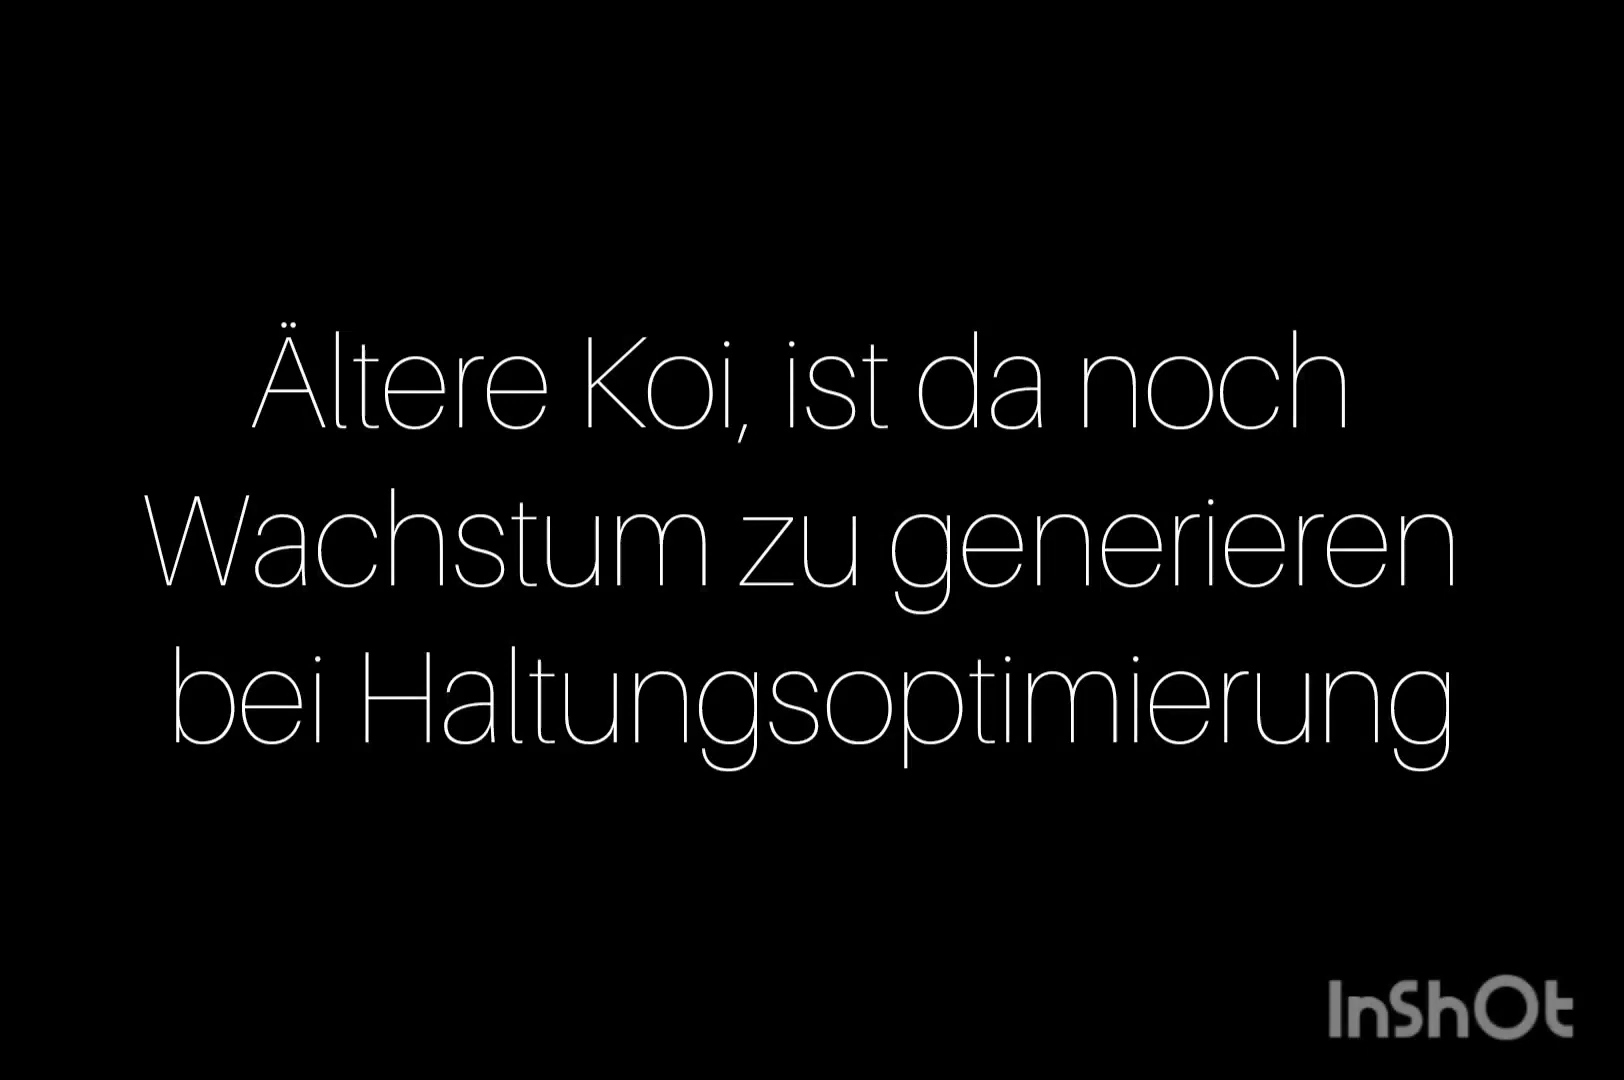 Ältere Koi, ist da noch
Wachstum zu generieren
bei Haltungsoptimierung
InShOt